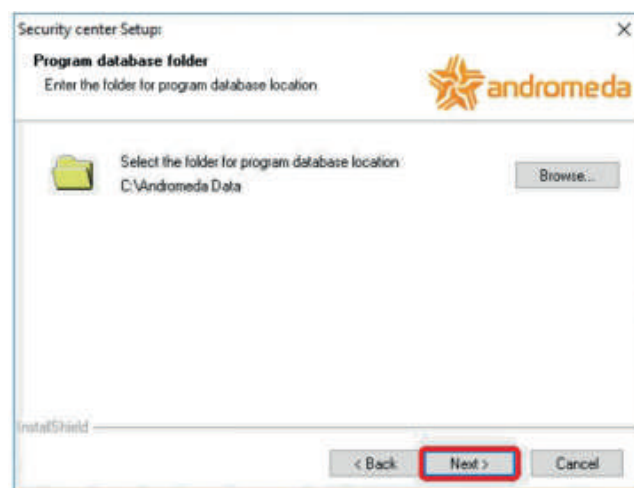 Security center Setup:
Program database folder
Enter the folder for program database location
andromeda
Select the folder for program database location
C:\Andromeda Data
Browse...
InstallShield
< Back
Next >
Cancel